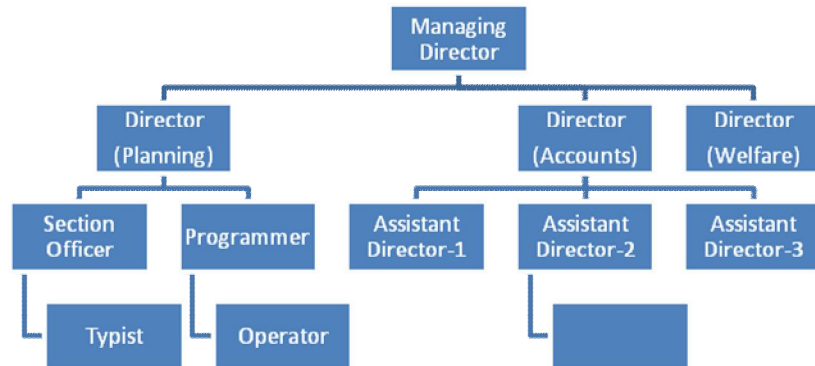 Managing
Director
Director
(Planning)
Director
(Accounts)
Director
(Welfare)
Section
Officer
Programmer
Assistant
Director-1
Assistant
Director-2
Assistant
Director-3
Typist
Operator